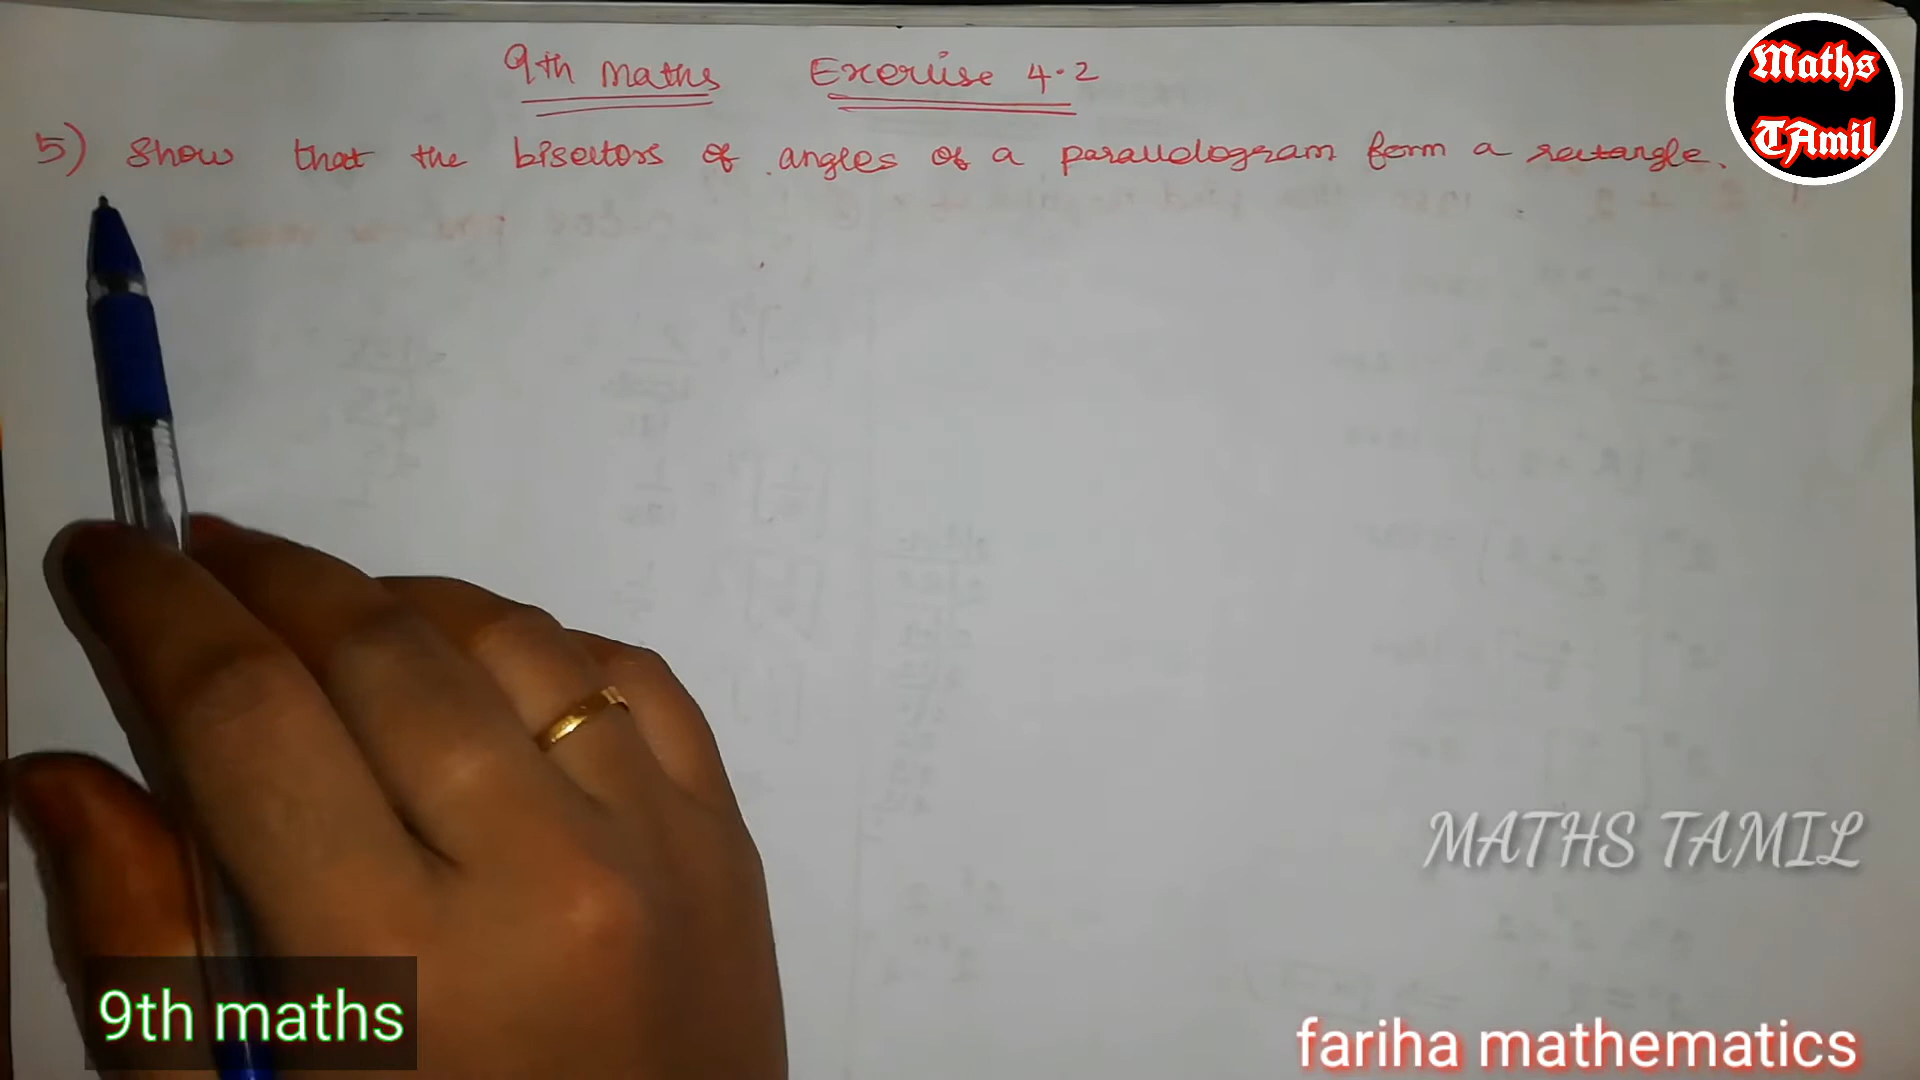 9th maths Exercise 4.2
5) Show that the bisectors of angles of a parallelogram form a rectangle.
Maths
TAmil
MATHS TAMIL
9th maths
fariha mathematics